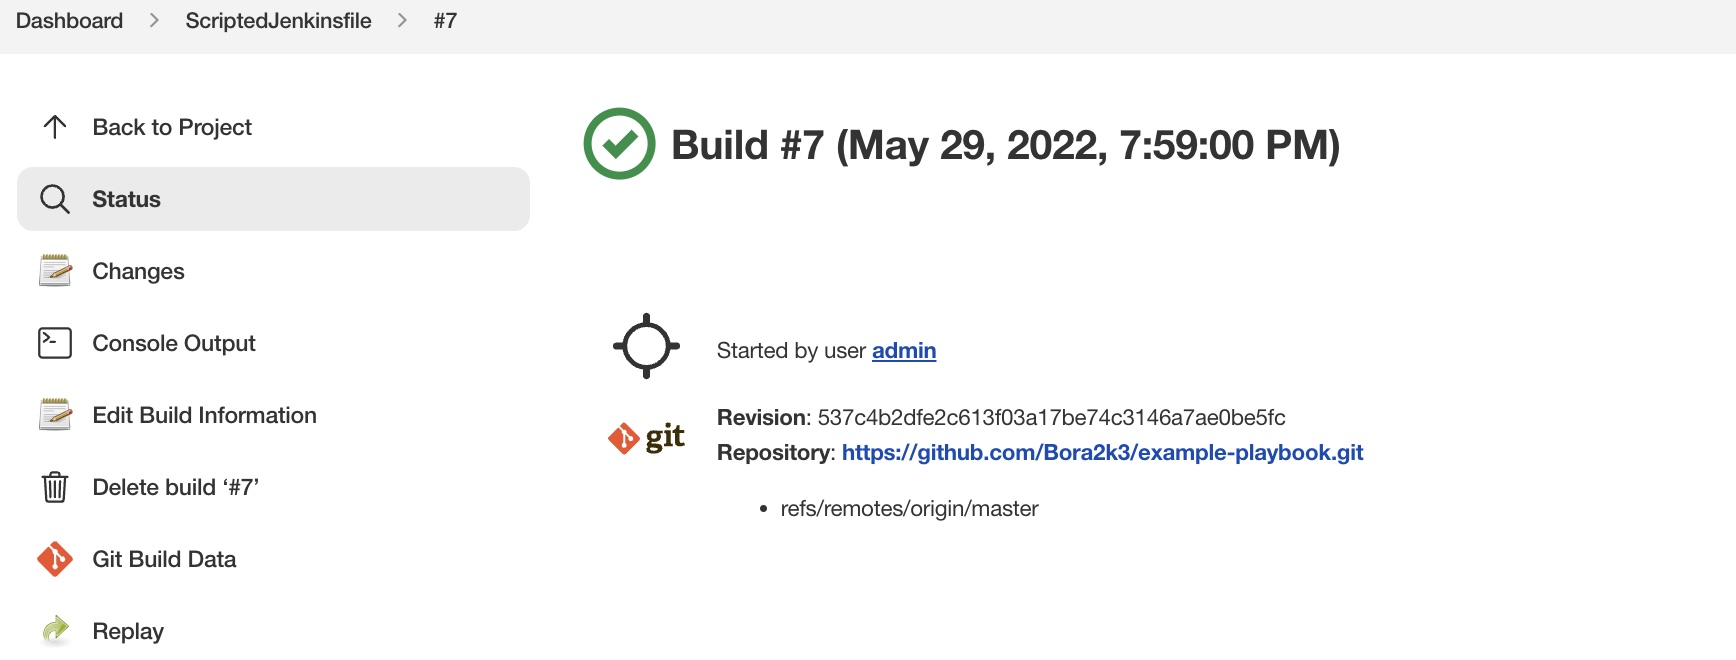 Dashboard > ScriptedJenkinsfile > #7
Back to Project
Status
Changes
Console Output
Edit Build Information
Delete build ‘#7’
Git Build Data
Replay
Build #7 (May 29, 2022, 7:59:00 PM)
Started by user admin
git
Revision: 537c4b2dfe2c613f03a17be74c3146a7ae0be5fc
Repository: https://github.com/Bora2k3/example-playbook.git
• refs/remotes/origin/master